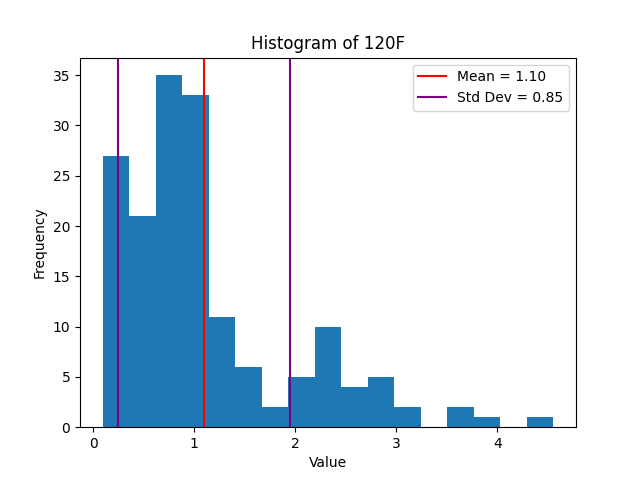 Histogram of 120F
Mean = 1.10
Std Dev = 0.85
Frequency
35
30
25
20
15
10
5
0
0 1 2 3 4
Value